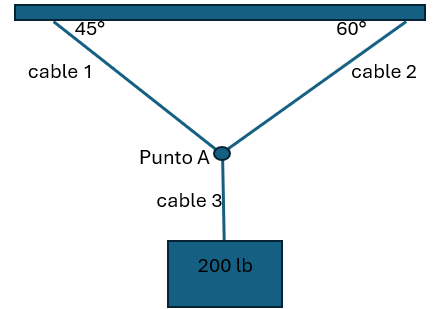 45°
60°
cable 1
cable 2
Punto A
cable 3
200 lb